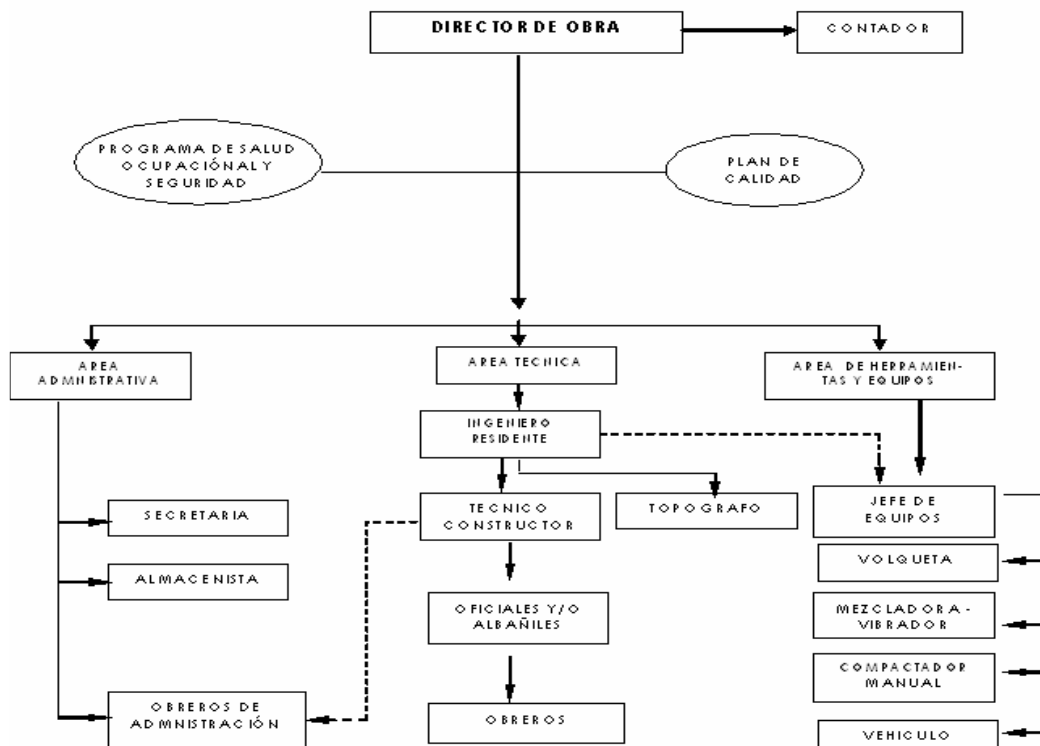 DIRECTOR DE OBRA
CONTADOR
PROGRAMA DE SALUD
OCUPACIÓNAL Y
SEGURIDAD
PLAN DE
CALIDAD
AREA
ADMNISTRATIVA
AREA TECNICA
AREA DE HERRAMIEN-
TAS Y EQUIPOS
INGENIERO
RESIDENTE
SECRETARIA
TECNICO
CONSTRUCTOR
TOPOGRAFO
JEFE DE
EQUIPOS
VOLQUETA
ALMACENISTA
OFICIALES Y/O
ALBAÑILES
MEZCLADORA -
VIBRADOR
COMPACTADOR
MANUAL
OBREROS DE
ADMNISTRACIÓN
OBREROS
VEHICULO